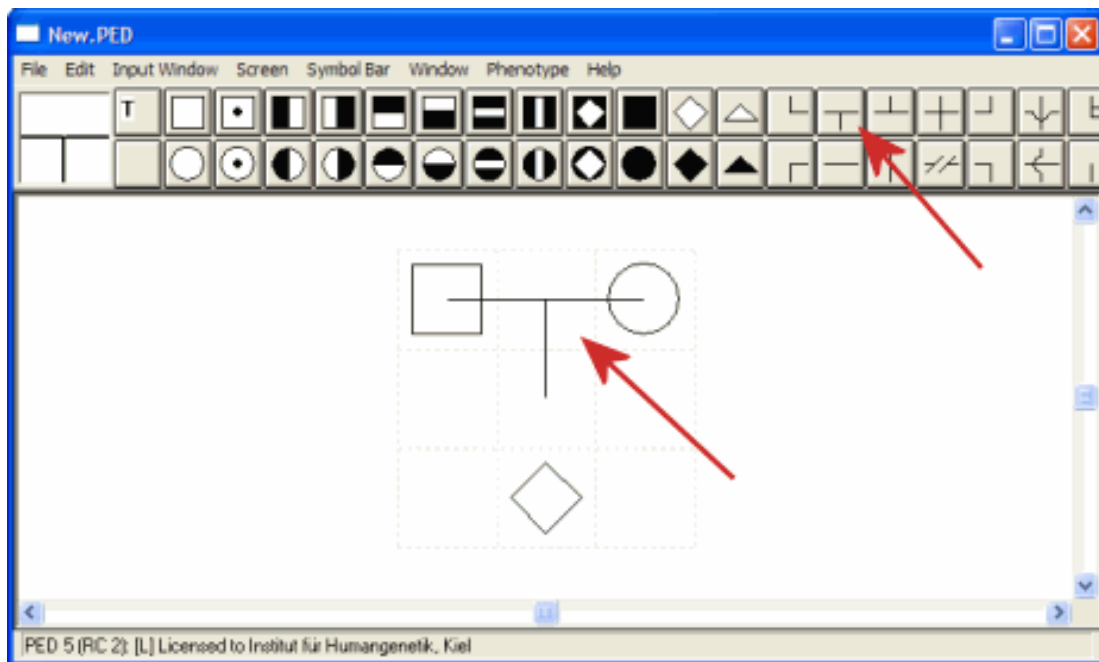 New.PED
File Edit Input Window Screen Symbol Bar Window Phenotype Help
T
PED 5 (RC 2): [L] Licensed to Institut für Humangenetik, Kiel